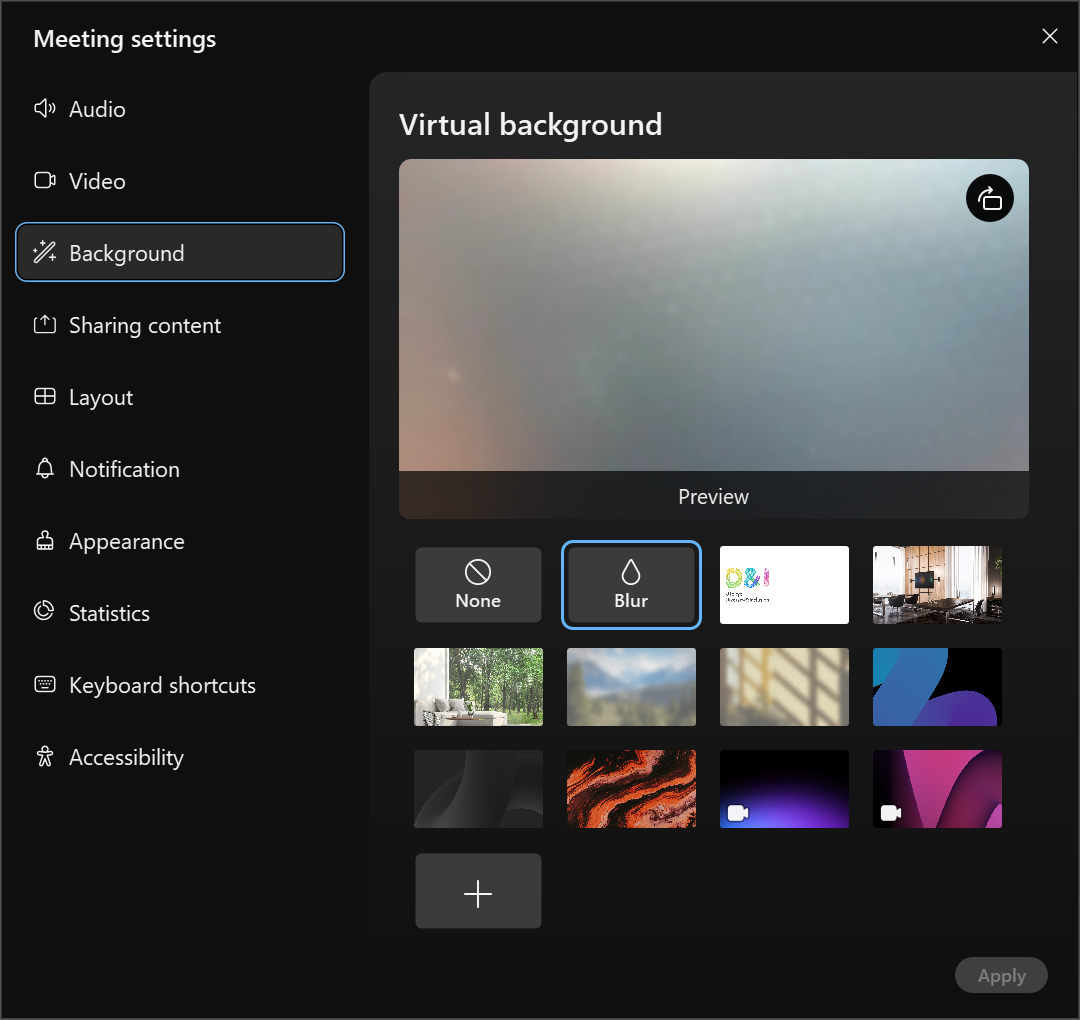 Meeting settings
Audio
Video
Background
Sharing content
Layout
Notification
Appearance
Statistics
Keyboard shortcuts
Accessibility
Virtual background
Preview
None
Blur
D&I
Apply